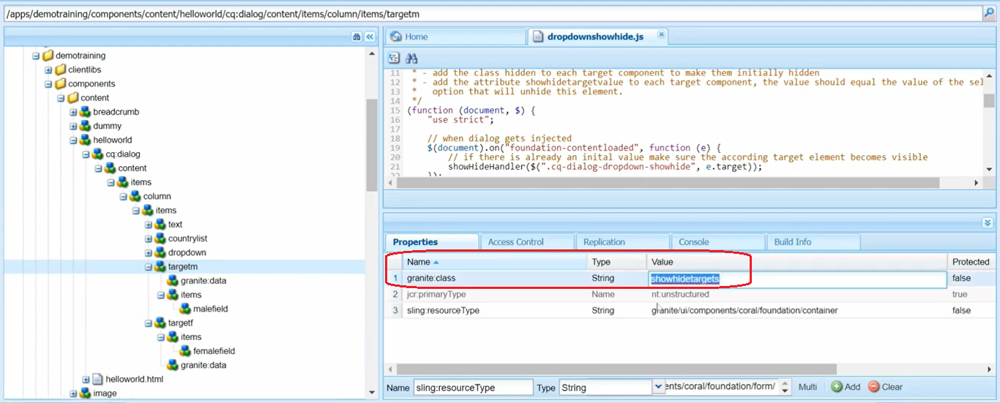 /apps/demotraining/components/content/helloworld/cq:dialog/content/items/column/items/targetm
demotraining
clientlibs
components
content
breadcrumb
dummy
helloworld
cq:dialog
content
items
column
items
text
countrylist
dropdown
targetm
granite:data
items
malefield
targetf
items
femalefield
granite:data
helloworld.html
image
Home
dropdownshowhide.js
11 * - add the class hidden to each target component to make them initially hidden
12 * - add the attribute showhidetargetvalue to each target component, the value should equal the value of the sel
13 * option that will unhide this element.
14 */
15 (function (document, $) {
16 "use strict";
17
18 // when dialog gets injected
19 $(document).on("foundation-contentloaded", function (e) {
20 // if there is already an inital value make sure the according target element becomes visible
21 showHideHandler($(".cq-dialog-dropdown-showhide", e.target));
22 });
Properties Access Control Replication Console Build Info
Name Type Value Protected
1 granite:class String showhidetargets false
2 jcr:primaryType Name nt:unstructured true
3 sling:resourceType String granite/ui/components/coral/foundation/container false
Name sling:resourceType Type String ents/coral/foundation/form/ Multi Add Clear